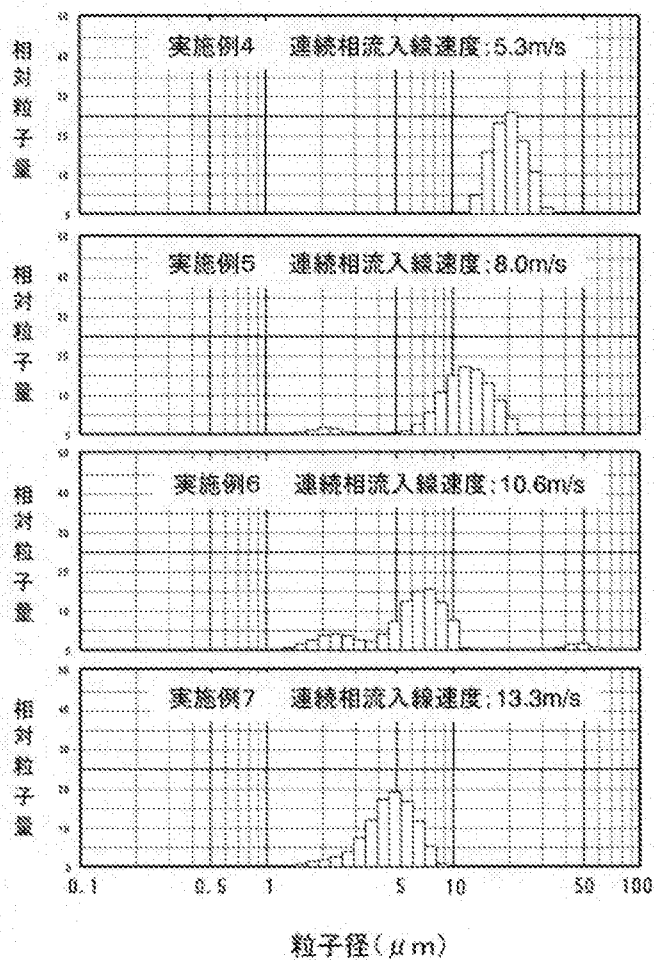 相対粒子量
実施例4 連続相流入線速度;5.3m/s
相対粒子量
実施例5 連続相流入線速度;8.0m/s
相対粒子量
50
40
10
実施例6 連続相流入線速度;10.6m/s
相対粒子量
実施例7 連続相流入線速度;13.3m/s
0.1 0.5 1 5 10 50 100
粒子径(μm)